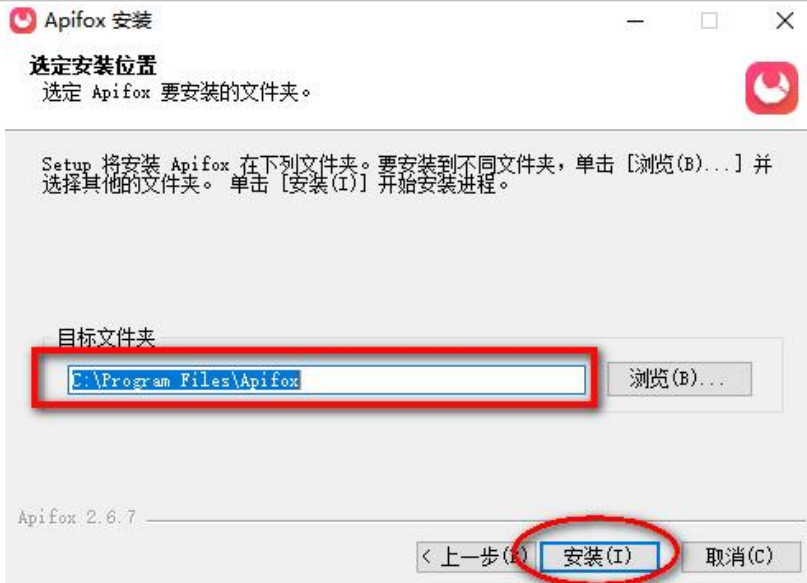 Apifox 安装
选定安装位置
选定 Apifox 要安装的文件夹。
Setup 将安装 Apifox 在下列文件夹。要安装到不同文件夹，单击 [浏览(B)...] 并
选择其他的文件夹。 单击 [安装(I)] 开始安装进程。
目标文件夹
C:\Program Files\Apifox
浏览(B)...
Apifox 2.6.7
< 上一步(P) 安装(I) 取消(C)